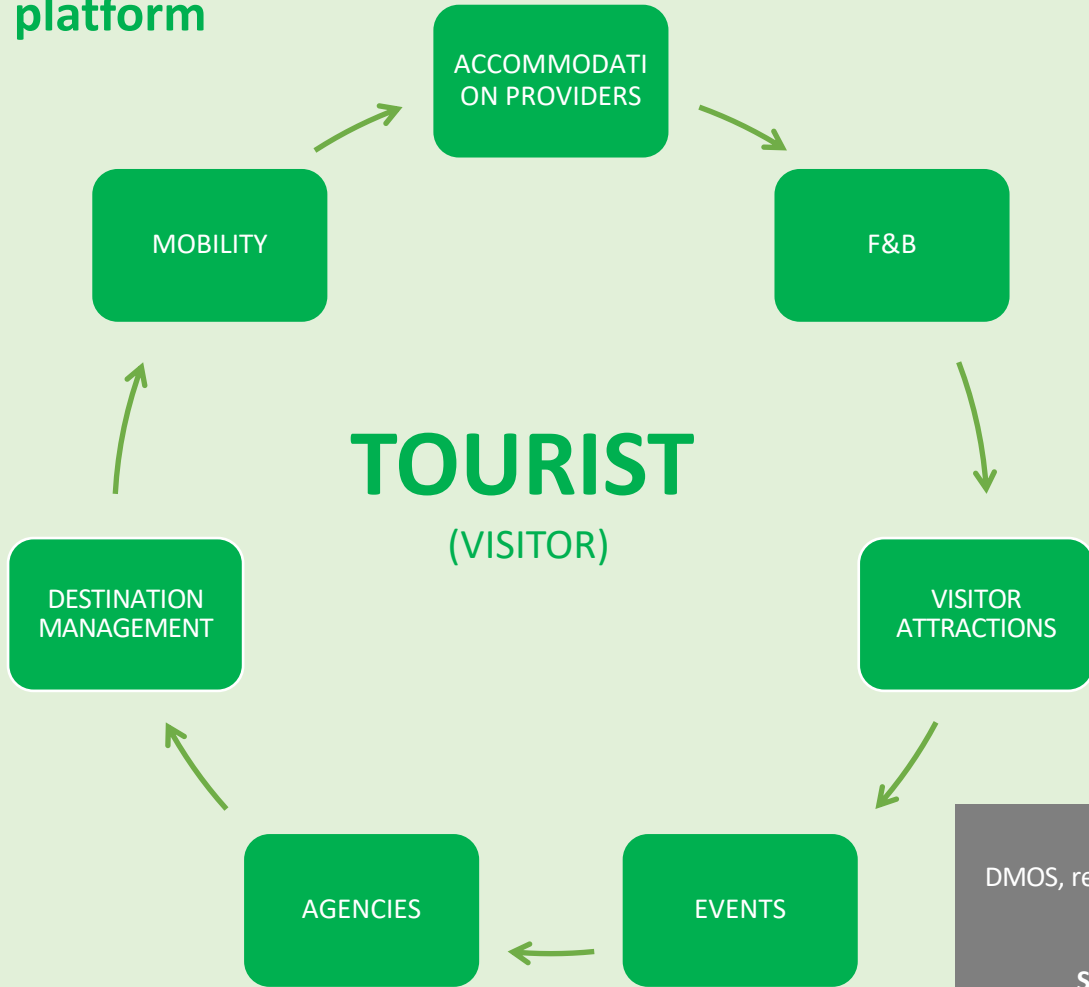 platform
ACCOMMODATI
ON PROVIDERS
MOBILITY
F&B
TOURIST
(VISITOR)
DESTINATION
MANAGEMENT
VISITOR
ATTRACTIONS
AGENCIES
EVENTS
DMOS, re
S